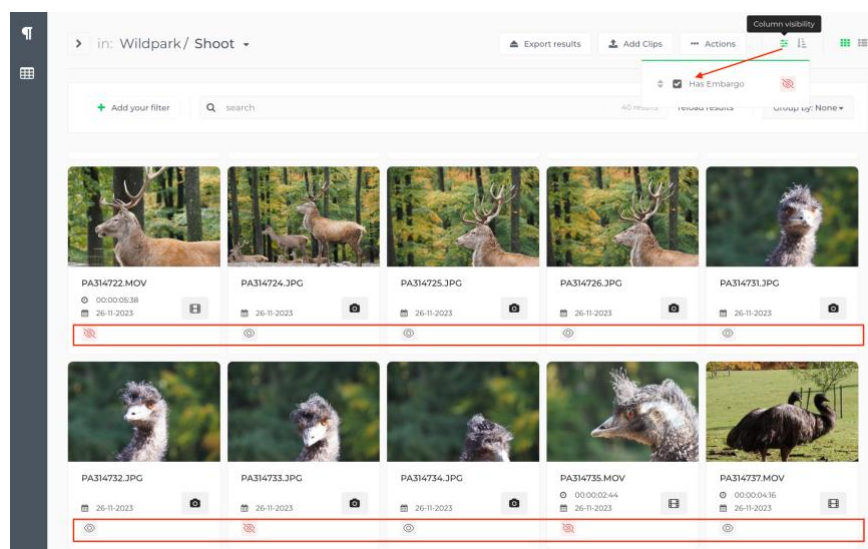 Column visibility
in: Wildpark / Shoot
Export results
Add Clips
Actions
Has Embargo
+ Add your filter
search
40 results
reload results
Group by: None
PA314722.MOV
00:00:05:38
26-11-2023
PA314724.JPG
26-11-2023
PA314725.JPG
26-11-2023
PA314726.JPG
26-11-2023
PA314731.JPG
26-11-2023
PA314732.JPG
26-11-2023
PA314733.JPG
26-11-2023
PA314734.JPG
26-11-2023
PA314735.MOV
00:00:02:44
26-11-2023
PA314737.MOV
00:00:04:16
26-11-2023